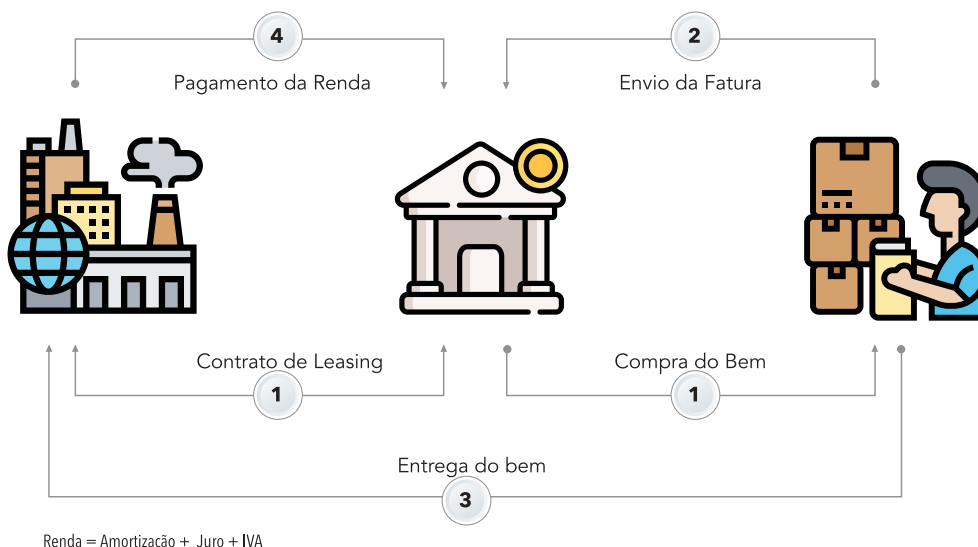 4
2
Pagamento da Renda
Envio da Fatura
Contrato de Leasing
Compra do Bem
1
1
Entrega do bem
3
Renda = Amortização + Juro + IVA